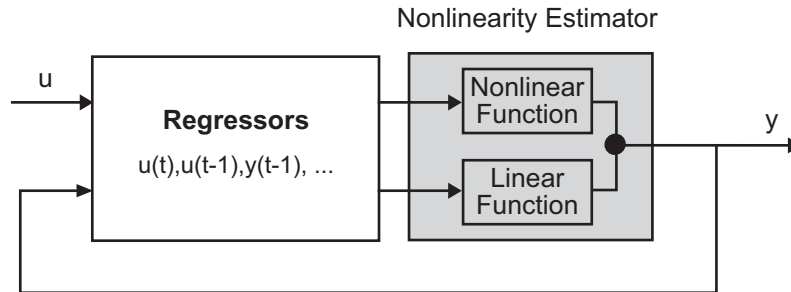 Nonlinearity Estimator
u
Regressors
u(t),u(t-1),y(t-1), ...
Nonlinear
Function
Linear
Function
y